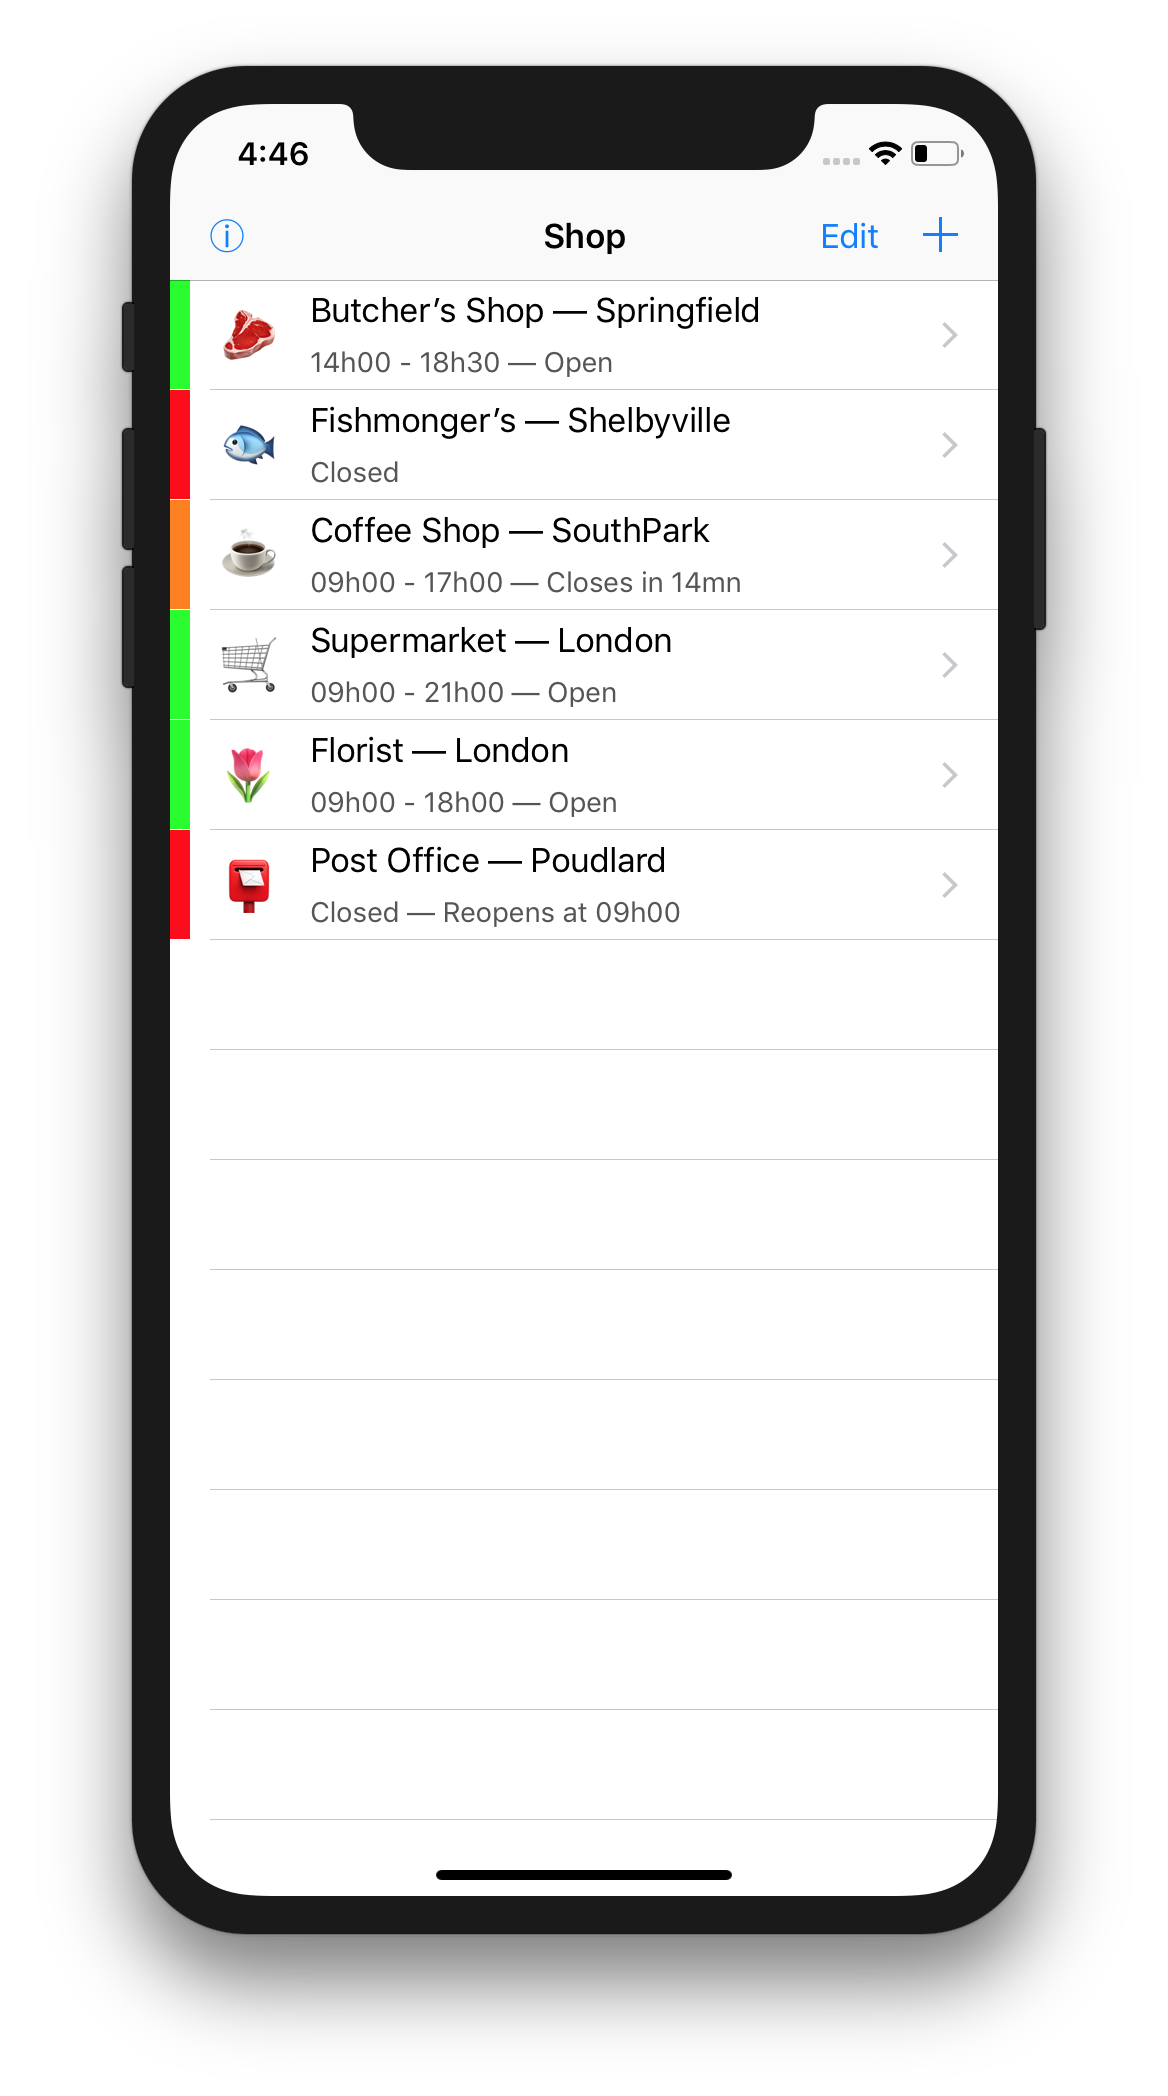 4:46
Shop Edit
Butcher’s Shop — Springfield
14h00 - 18h30 — Open
Fishmonger’s — Shelbyville
Closed
Coffee Shop — SouthPark
09h00 - 17h00 — Closes in 14mn
Supermarket — London
09h00 - 21h00 — Open
Florist — London
09h00 - 18h00 — Open
Post Office — Poudlard
Closed — Reopens at 09h00